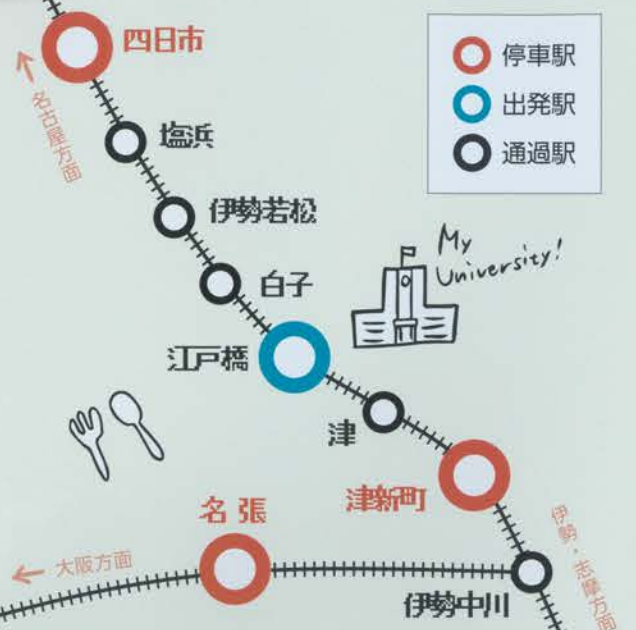 四日市
停車駅
出発駅
通過駅
名古屋方面
塩浜
伊勢若松
白子
My
University!
江戸橋
津
津新町
名張
大阪方面
伊勢・志摩方面
伊勢中川